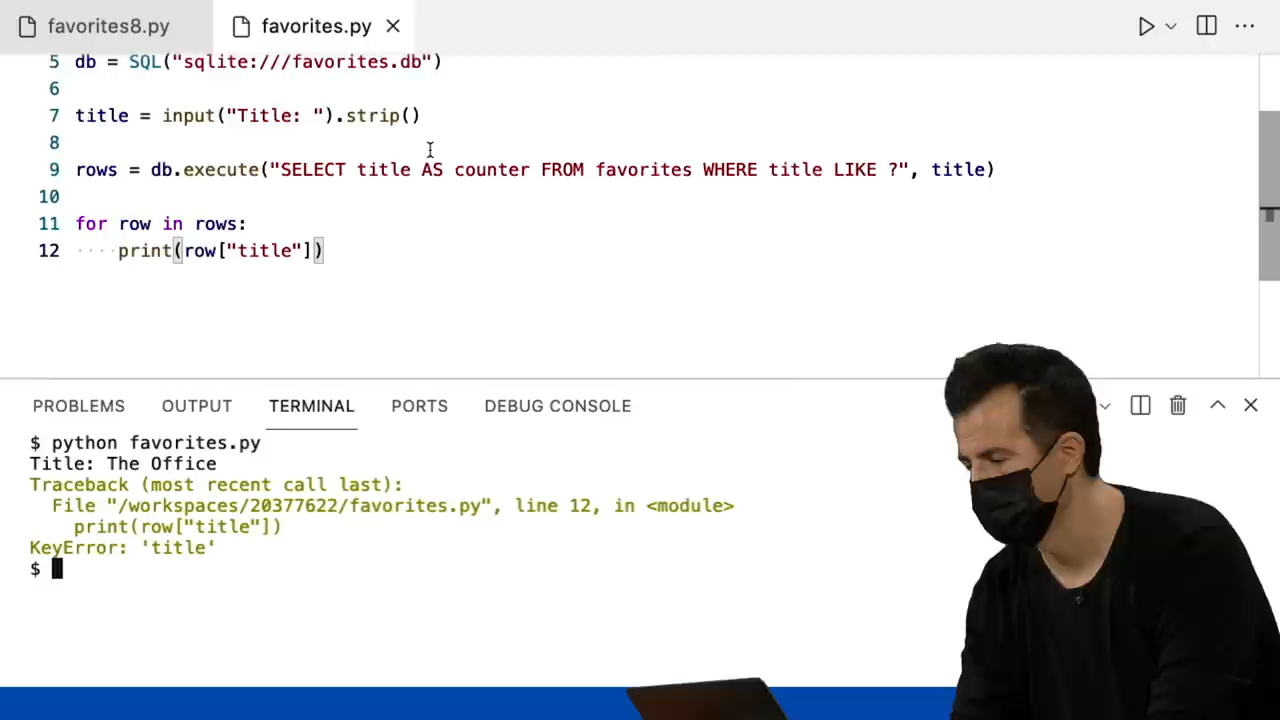 favorites8.py
favorites.py
5 db = SQL("sqlite:///favorites.db")
6
7 title = input("Title: ").strip()
8
9 rows = db.execute("SELECT title AS counter FROM favorites WHERE title LIKE ?", title)
10
11 for row in rows:
12 ····print(row["title"])
PROBLEMS OUTPUT TERMINAL PORTS DEBUG CONSOLE
$ python favorites.py
Title: The Office
Traceback (most recent call last):
File "/workspaces/20377622/favorites.py", line 12, in <module>
print(row["title"])
KeyError: 'title'
$